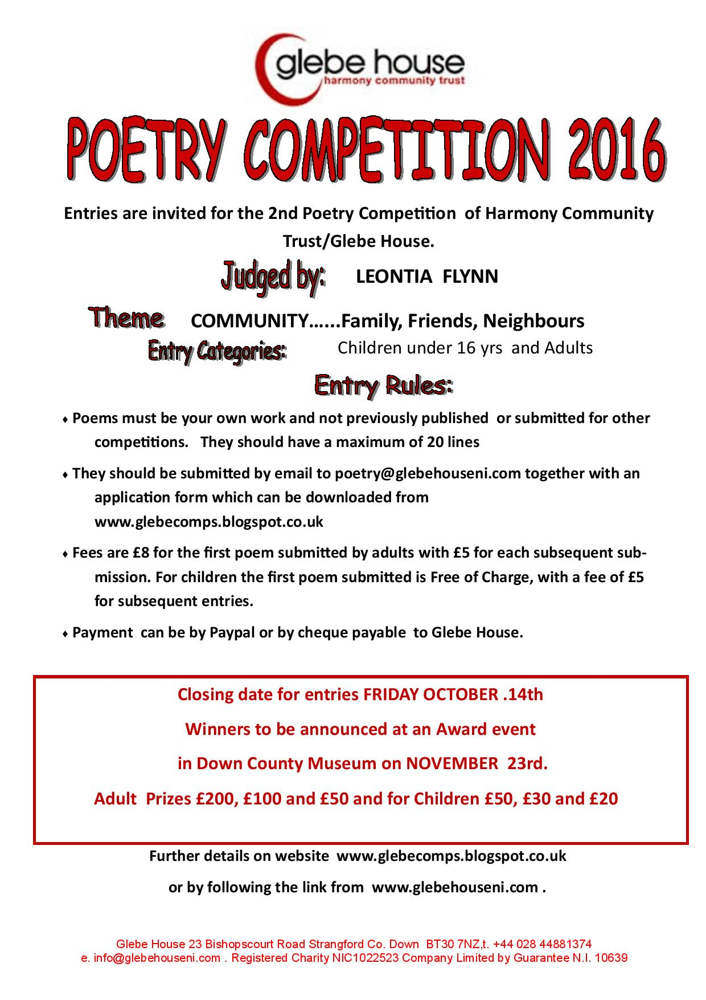 glebe house
harmony community trust
POETRY COMPETITION 2016
Entries are invited for the 2nd Poetry Competition  of Harmony Community
Trust/Glebe House.
Judged by: LEONTIA  FLYNN
Theme COMMUNITY…...Family, Friends, Neighbours
Entry Categories: Children under 16 yrs  and Adults
Entry Rules:
♦ Poems must be your own work and not previously published  or submitted for other
competitions.   They should have a maximum of 20 lines
♦ They should be submitted by email to poetry@glebehouseni.com together with an
application form which can be downloaded from
www.glebecomps.blogspot.co.uk
♦ Fees are £8 for the first poem submitted by adults with £5 for each subsequent sub-
mission. For children the first poem submitted is Free of Charge, with a fee of £5
for subsequent entries.
♦ Payment  can be by Paypal or by cheque payable  to Glebe House.
Closing date for entries FRIDAY OCTOBER .14th
Winners to be announced at an Award event
in Down County Museum on NOVEMBER  23rd.
Adult  Prizes £200, £100 and £50 and for Children £50, £30 and £20
Further details on website  www.glebecomps.blogspot.co.uk
or by following the link from  www.glebehouseni.com .
Glebe House 23 Bishopscourt Road Strangford Co. Down  BT30 7NZ,t. +44 028 44881374
e. info@glebehouseni.com . Registered Charity NIC1022523 Company Limited by Guarantee N.I. 10639